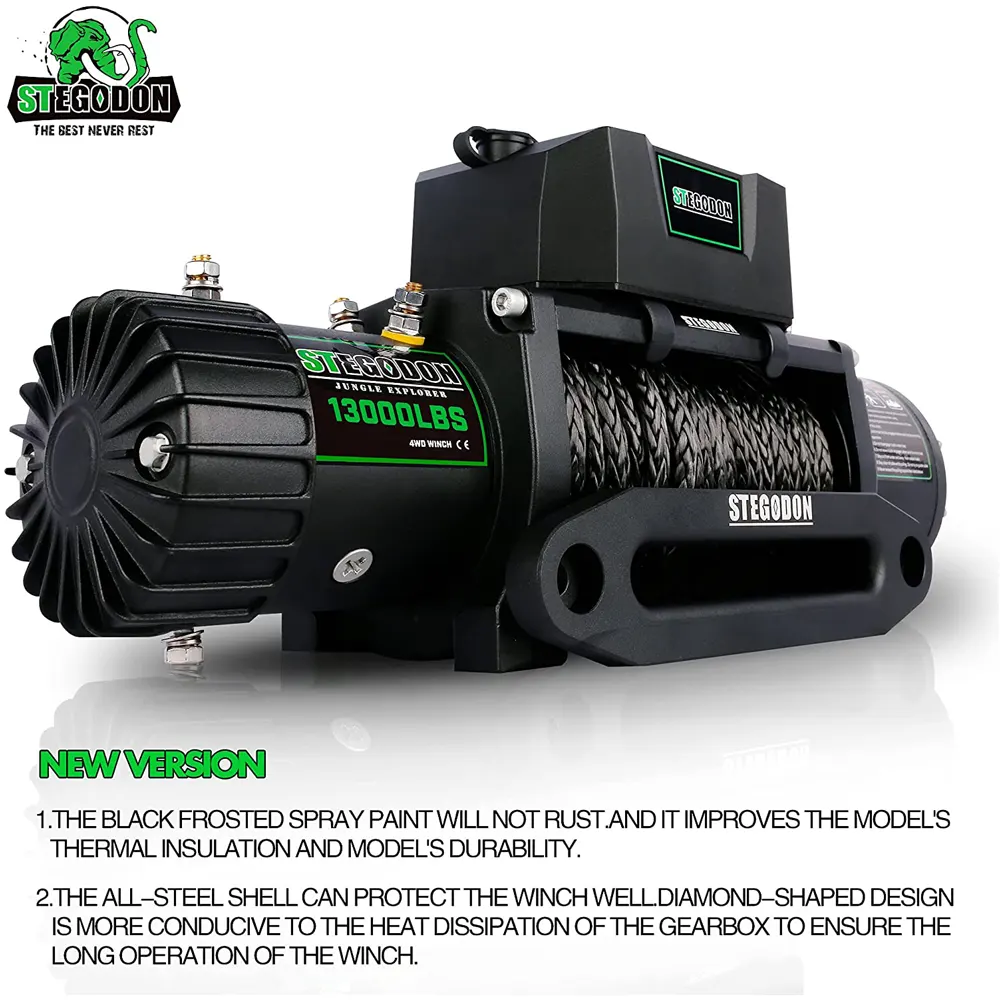 STEGODON
THE BEST NEVER REST
STEGODON
STEGODON
STEGODON
JUNGLE EXPLORER
13000LBS
4WD WINCH CE
STEGODON
NEW VERSION
1.THE BLACK FROSTED SPRAY PAINT WILL NOT RUST.AND IT IMPROVES THE MODEL'S
THERMAL INSULATION AND MODEL'S DURABILITY.
2.THE ALL–STEEL SHELL CAN PROTECT THE WINCH WELL.DIAMOND–SHAPED DESIGN
IS MORE CONDUCIVE TO THE HEAT DISSIPATION OF THE GEARBOX TO ENSURE THE
LONG OPERATION OF THE WINCH.